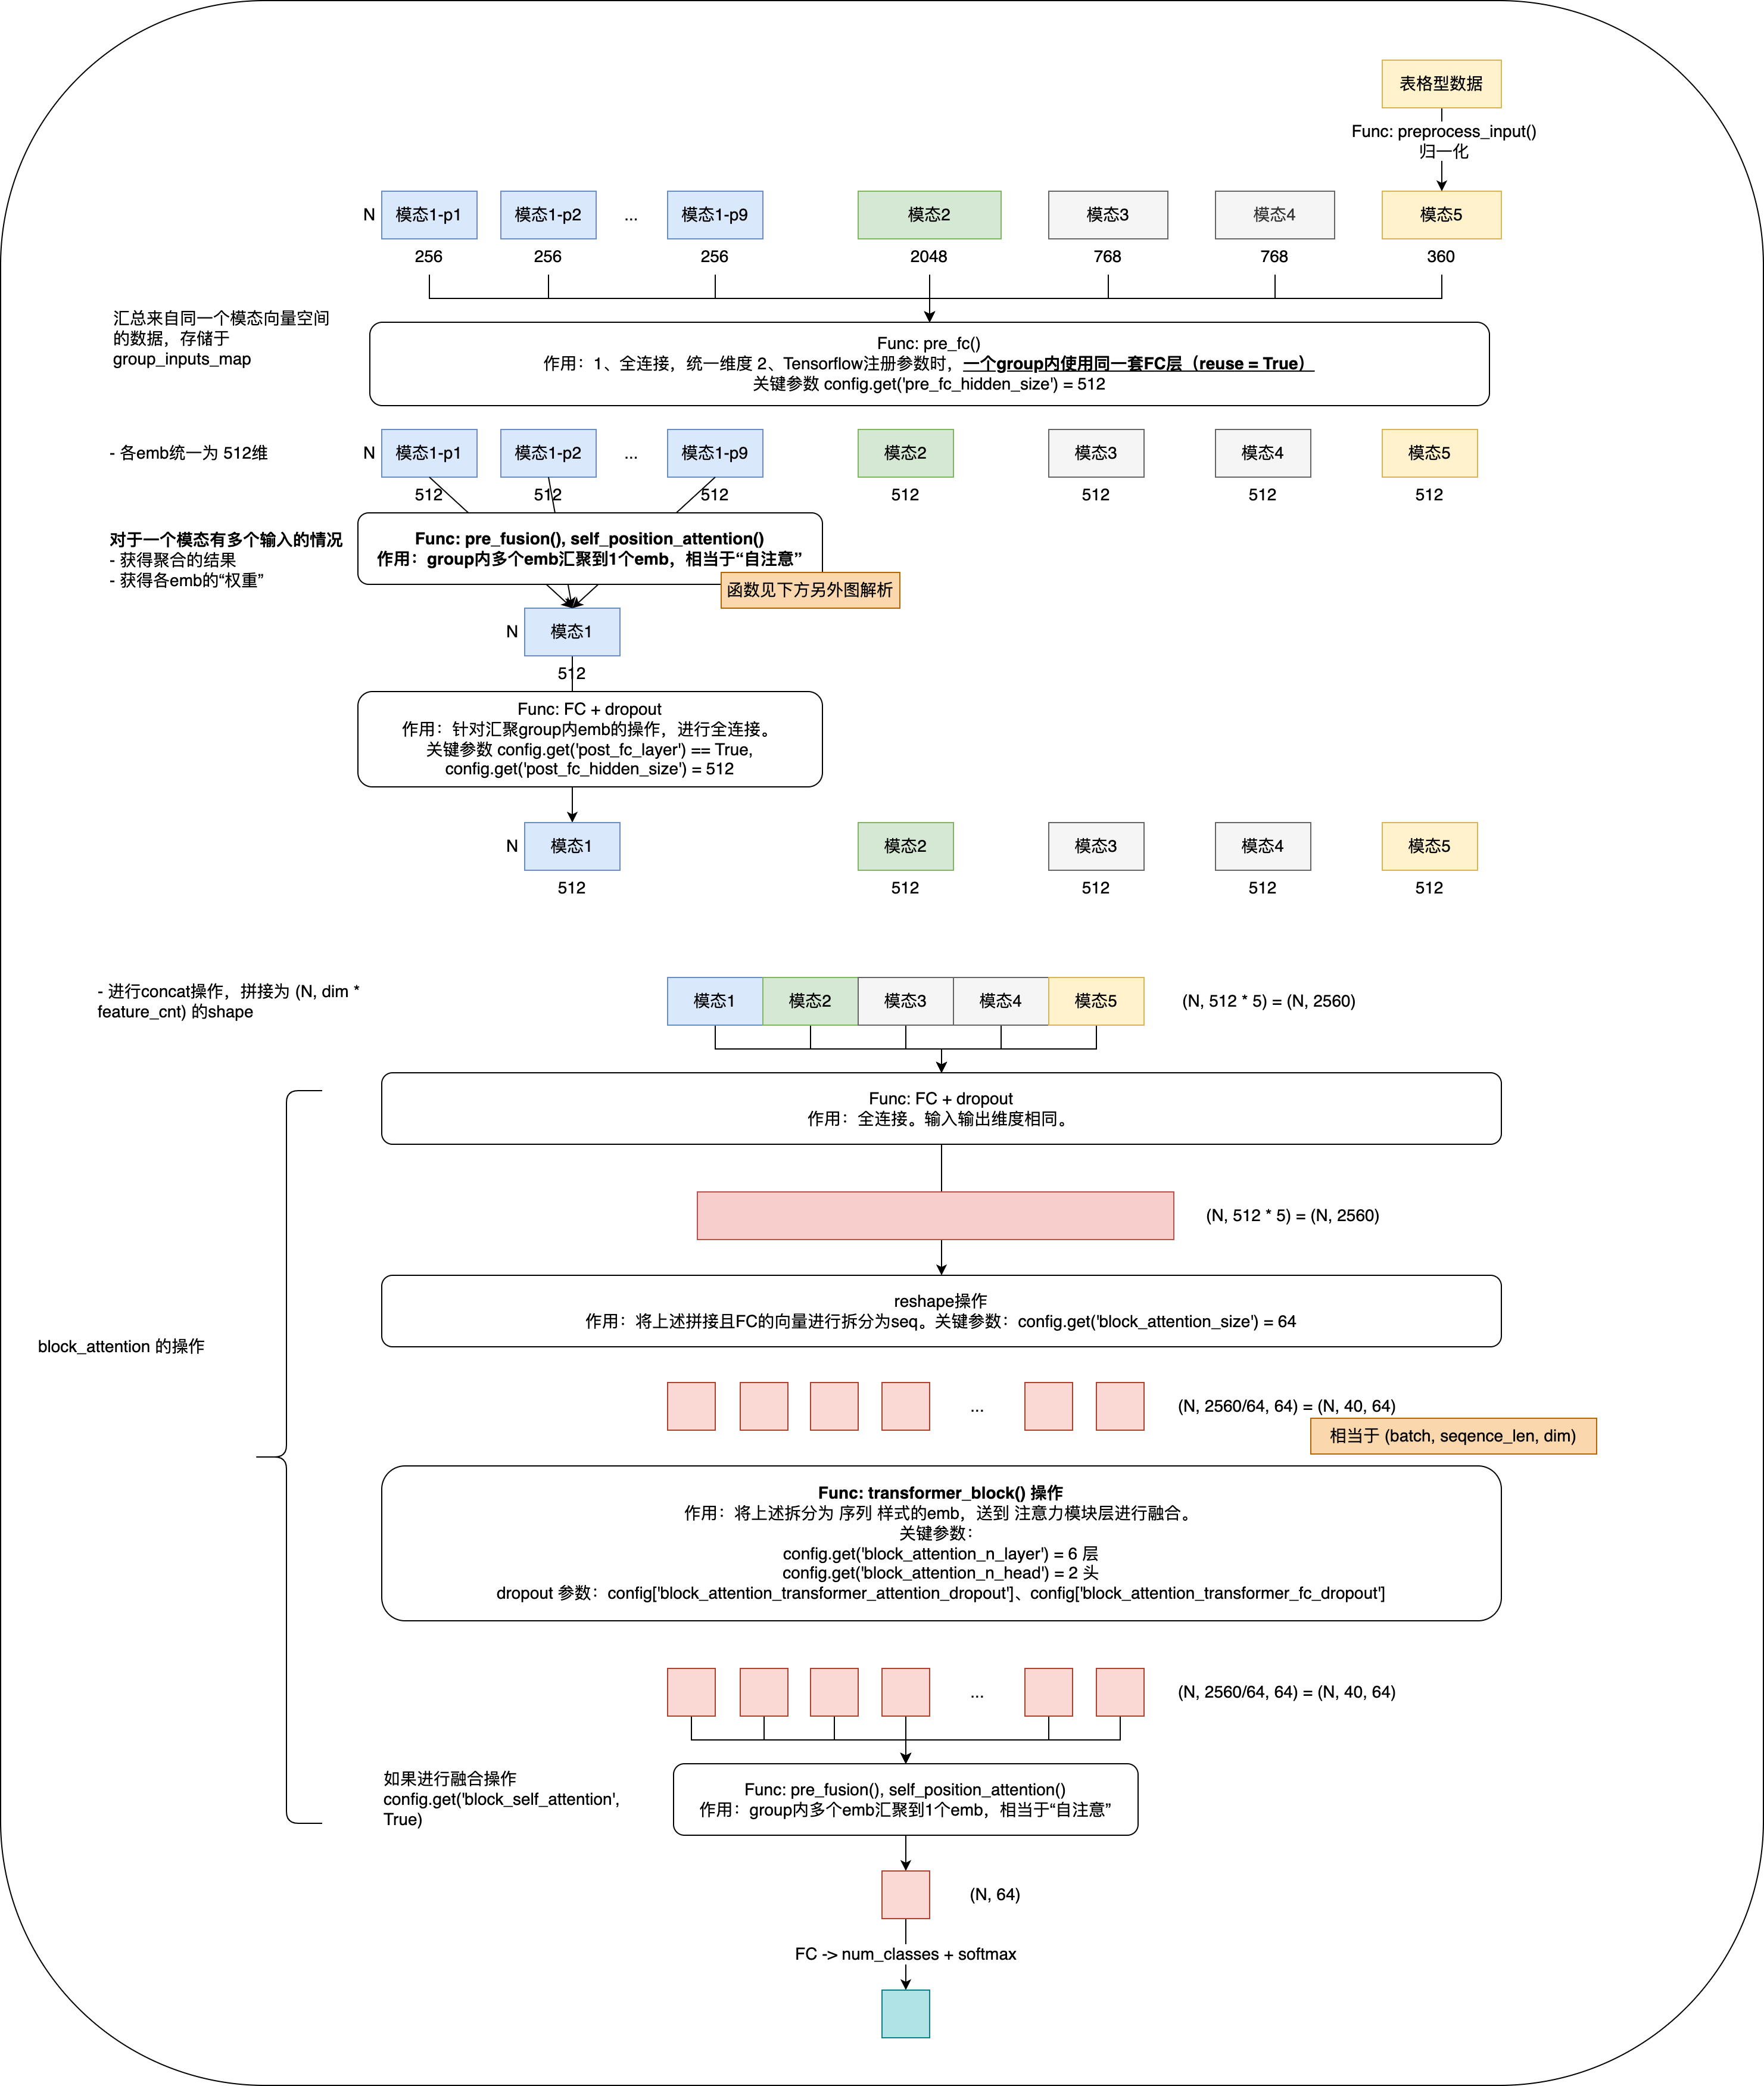 表格型数据
Func: preprocess_input()
归一化
N
模态1-p1
模态1-p2
...
模态1-p9
模态2
模态3
模态4
模态5
256
256
256
2048
768
768
360
汇总来自同一个模态向量空间
的数据，存储于
group_inputs_map
Func: pre_fc()
作用：1、全连接，统一维度 2、Tensorflow注册参数时，一个group内使用同一套FC层（reuse = True）
关键参数 config.get('pre_fc_hidden_size') = 512
- 各emb统一为 512维
N
模态1-p1
模态1-p2
...
模态1-p9
模态2
模态3
模态4
模态5
512
512
512
512
512
512
512
对于一个模态有多个输入的情况
- 获得聚合的结果
- 获得各emb的“权重”
Func: pre_fusion(), self_position_attention()
作用：group内多个emb汇聚到1个emb，相当于“自注意”
函数见下方另外图解析
N
模态1
512
Func: FC + dropout
作用：针对汇聚group内emb的操作，进行全连接。
关键参数 config.get('post_fc_layer') == True,
config.get('post_fc_hidden_size') = 512
N
模态1
模态2
模态3
模态4
模态5
512
512
512
512
512
- 进行concat操作，拼接为 (N, dim *
feature_cnt) 的shape
模态1
模态2
模态3
模态4
模态5
(N, 512 * 5) = (N, 2560)
Func: FC + dropout
作用：全连接。输入输出维度相同。
(N, 512 * 5) = (N, 2560)
reshape操作
作用：将上述拼接且FC的向量进行拆分为seq。关键参数：config.get('block_attention_size') = 64
block_attention 的操作
...
(N, 2560/64, 64) = (N, 40, 64)
相当于 (batch, seqence_len, dim)
Func: transformer_block() 操作
作用：将上述拆分为 序列 样式的emb，送到 注意力模块层进行融合。
关键参数：
config.get('block_attention_n_layer') = 6 层
config.get('block_attention_n_head') = 2 头
dropout 参数：config['block_attention_transformer_attention_dropout']、config['block_attention_transformer_fc_dropout']
...
(N, 2560/64, 64) = (N, 40, 64)
如果进行融合操作
config.get('block_self_attention',
True)
Func: pre_fusion(), self_position_attention()
作用：group内多个emb汇聚到1个emb，相当于“自注意”
(N, 64)
FC -> num_classes + softmax